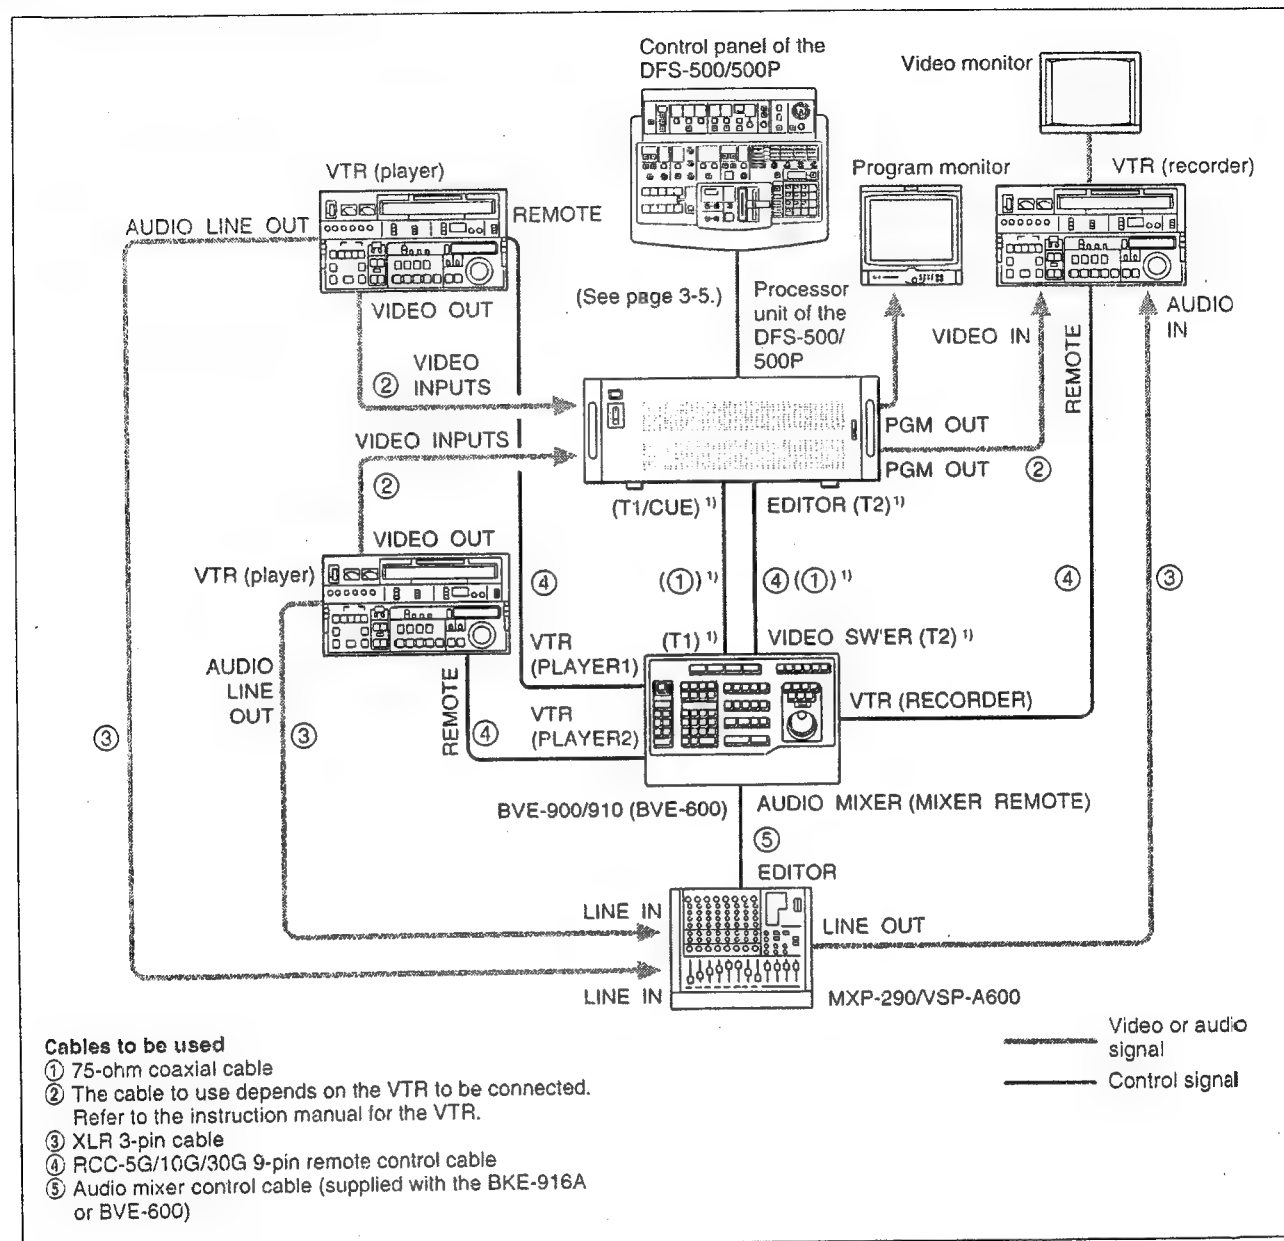 Control panel of the
DFS-500/500P
Video monitor
VTR (player)
Program monitor
VTR (recorder)
AUDIO LINE OUT
REMOTE
(See page 3-5.)
Processor
unit of the
DFS-500/
500P
VIDEO OUT
AUDIO
IN
VIDEO IN
REMOTE
② VIDEO
INPUTS
PGM OUT
VIDEO INPUTS
PGM OUT ②
②
(T1/CUE) 1)
EDITOR (T2) 1)
VIDEO OUT
VTR (player)
④
((①)) 1)
④ ((①)) 1)
④
③
(T1) 1)
VIDEO SW'ER (T2) 1)
VTR
(PLAYER1)
AUDIO
LINE
OUT
REMOTE
VTR (RECORDER)
VTR
(PLAYER2)
③
③
④
BVE-900/910 (BVE-600)
AUDIO MIXER (MIXER REMOTE)
⑤
EDITOR
LINE IN
LINE OUT
LINE IN
MXP-290/VSP-A600
Cables to be used
① 75-ohm coaxial cable
② The cable to use depends on the VTR to be connected.
Refer to the instruction manual for the VTR.
③ XLR 3-pin cable
④ RCC-5G/10G/30G 9-pin remote control cable
⑤ Audio mixer control cable (supplied with the BKE-916A
or BVE-600)
Video or audio
signal
Control signal